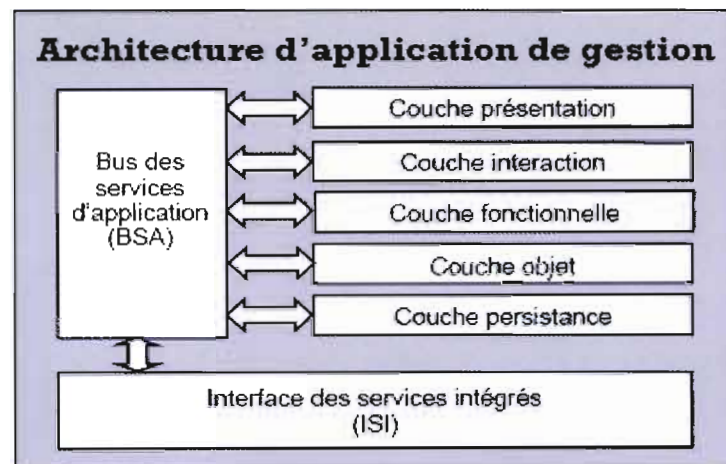 Architecture d'application de gestion
Bus des
services
d'application
(BSA)
Couche présentation
Couche interaction
Couche fonctionnelle
Couche objet
Couche persistance
Interface des services intégrés
(ISI)